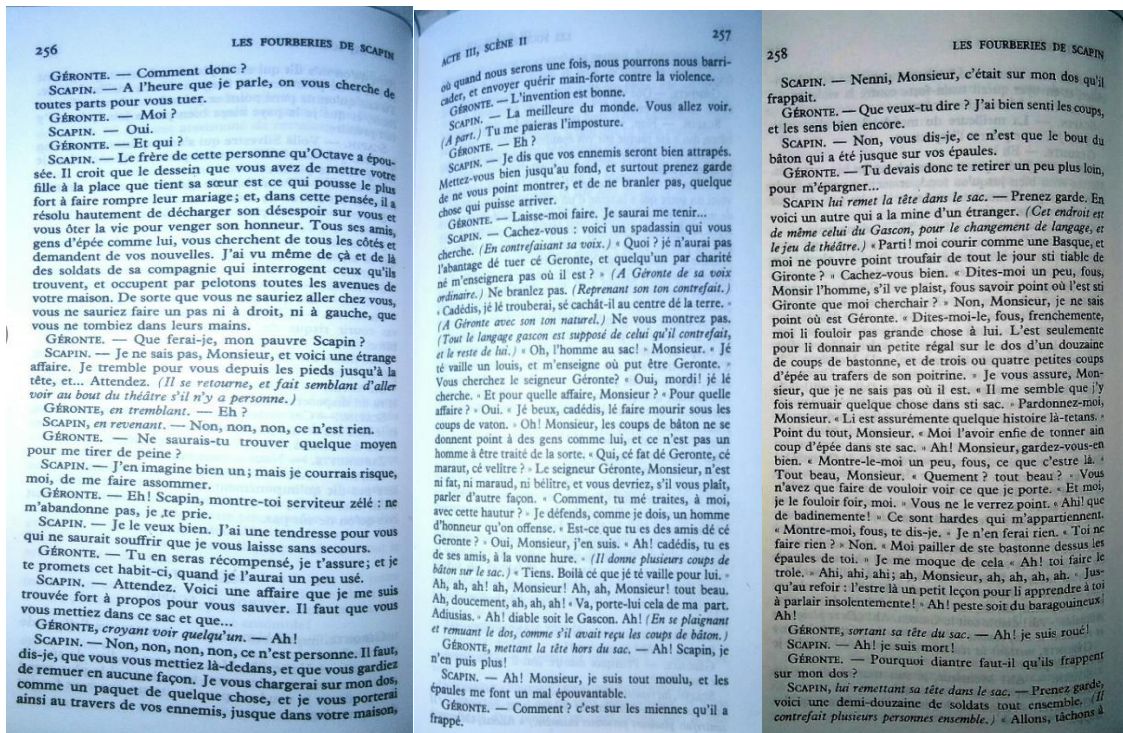 256
LES FOURBERIES DE SCAPIN
GÉRONTE. — Comment donc ?
SCAPIN. — A l'heure que je parle, on vous cherche de
toutes parts pour vous tuer.
GÉRONTE. — Moi ?
SCAPIN. — Oui.
GÉRONTE. — Et qui ?
SCAPIN. — Le frère de cette personne qu'Octave a épou-
sée. Il croit que le dessein que vous avez de mettre votre
fille à la place que tient sa sœur est ce qui pousse le plus
fort à faire rompre leur mariage; et, dans cette pensée, il a
résolu hautement de décharger son désespoir sur vous et
vous ôter la vie pour venger son honneur. Tous ses amis,
gens d'épée comme lui, vous cherchent de tous les côtés et
demandent de vos nouvelles. J'ai vu même de çà et de là
des soldats de sa compagnie qui interrogent ceux qu'ils
trouvent, et occupent par pelotons toutes les avenues de
votre maison. De sorte que vous ne sauriez aller chez vous,
vous ne sauriez faire un pas ni à droit, ni à gauche, que
vous ne tombiez dans leurs mains.
GÉRONTE. — Que ferai-je, mon pauvre Scapin ?
SCAPIN. — Je ne sais pas, Monsieur, et voici une étrange
affaire. Je tremble pour vous depuis les pieds jusqu'à la
tête, et... Attendez. (Il se retourne, et fait semblant d'aller
voir au bout du théâtre s'il n'y a personne.)
GÉRONTE, en tremblant. — Eh ?
SCAPIN, en revenant. — Non, non, non, ce n'est rien.
GÉRONTE. — Ne saurais-tu trouver quelque moyen
pour me tirer de peine ?
SCAPIN. — J'en imagine bien un; mais je courrais risque,
moi, de me faire assommer.
GÉRONTE. — Eh! Scapin, montre-toi serviteur zélé : ne
m'abandonne pas, je te prie.
SCAPIN. — Je le veux bien. J'ai une tendresse pour vous
qui ne saurait souffrir que je vous laisse sans secours.
GÉRONTE. — Tu en seras récompensé, je t'assure; et je
te promets cet habit-ci, quand je l'aurai un peu usé.
SCAPIN. — Attendez. Voici une affaire que je me suis
trouvée fort à propos pour vous sauver. Il faut que vous
vous mettiez dans ce sac et que...
GÉRONTE, croyant voir quelqu'un. — Ah!
SCAPIN. — Non, non, non, non, ce n'est personne. Il faut,
dis-je, que vous vous mettiez là-dedans, et que vous gardiez
de remuer en aucune façon. Je vous chargerai sur mon dos,
comme un paquet de quelque chose, et je vous porterai
ainsi au travers de vos ennemis, jusque dans votre maison,
ACTE III, SCÈNE II
257
où quand nous serons une fois, nous pourrons nous barri-
cader, et envoyer quérir main-forte contre la violence.
GÉRONTE. — L'invention est bonne.
SCAPIN. — La meilleure du monde. Vous allez voir.
(A part.) Tu me paieras l'imposture.
GÉRONTE. — Eh ?
SCAPIN. — Je dis que vos ennemis seront bien attrapés.
Mettez-vous bien jusqu'au fond, et surtout prenez garde
de ne vous point montrer, et de ne branler pas, quelque
chose qui puisse arriver.
GÉRONTE. — Laisse-moi faire. Je saurai me tenir...
SCAPIN. — Cachez-vous : voici un spadassin qui vous
cherche. (En contrefaisant sa voix.) « Quoi ? jé n'aurai pas
l'abantage dé tuer cé Geronte, et quelqu'un par charité
né m'enseignera pas où il est ? » (A Géronte de sa voix
ordinaire.) Ne branlez pas. (Reprenant son ton contrefait.)
« Cadédis, jé lé trouberai, sé cachât-il au centre dé la terre. »
(A Géronte avec son ton naturel.) Ne vous montrez pas.
(Tout le langage gascon est supposé de celui qu'il contrefait,
et le reste de lui.) « Oh, l'homme au sac! » Monsieur. « Jé
té vaille un louis, et m'enseigne où put être Geronte. »
Vous cherchez le seigneur Géronte? « Oui, mordi! jé lé
cherche. » Et pour quelle affaire, Monsieur ? « Pour quelle
affaire ? » Oui. « Jé beux, cadédis, lé faire mourir sous les
coups de vaton. » Oh! Monsieur, les coups de bâton ne se
donnent point à des gens comme lui, et ce n'est pas un
homme à être traité de la sorte. « Qui, cé fat dé Geronte, cé
maraut, cé velître ? » Le seigneur Géronte, Monsieur, n'est
ni fat, ni maraud, ni bélître, et vous devriez, s'il vous plaît,
parler d'autre façon. « Comment, tu mé traites, à moi,
avec cette hautur ? » Je défends, comme je dois, un homme
d'honneur qu'on offense. « Est-ce que tu es des amis dé cé
Geronte ? » Oui, Monsieur, j'en suis. « Ah! cadédis, tu es
de ses amis, à la vonne hure. » (Il donne plusieurs coups de
bâton sur le sac.) « Tiens. Boilà cé que jé té vaille pour lui. »
Ah, ah, ah! ah, Monsieur! Ah, ah, Monsieur! tout beau.
Ah, doucement, ah, ah, ah! « Va, porte-lui cela de ma part.
Adiusias. » Ah! diable soit le Gascon. Ah! (En se plaignant
et remuant le dos, comme s'il avait reçu les coups de bâton.)
GÉRONTE, mettant la tête hors du sac. — Ah! Scapin, je
n'en puis plus!
SCAPIN. — Ah! Monsieur, je suis tout moulu, et les
épaules me font un mal épouvantable.
GÉRONTE. — Comment ? c'est sur les miennes qu'il a
frappé.
258
LES FOURBERIES DE SCAPIN
SCAPIN. — Nenni, Monsieur, c'était sur mon dos qu'il
frappait.
GÉRONTE. — Que veux-tu dire ? J'ai bien senti les coups,
et les sens bien encore.
SCAPIN. — Non, vous dis-je, ce n'est que le bout du
bâton qui a été jusque sur vos épaules.
GÉRONTE. — Tu devais donc te retirer un peu plus loin,
pour m'épargner...
SCAPIN lui remet la tête dans le sac. — Prenez garde. En
voici un autre qui a la mine d'un étranger. (Cet endroit est
de même celui du Gascon, pour le changement de langage, et
le jeu de théâtre.) « Parti! moi courir comme une Basque, et
moi ne pouvre point troufair de tout le jour sti tiable de
Gironte ? » Cachez-vous bien. « Dites-moi un peu, fous,
Monsir l'homme, s'il ve plaist, fous savoir point où l'est sti
Gironte que moi cherchair ? » Non, Monsieur, je ne sais
point où est Géronte. « Dites-moi-le, fous, frenchemente,
moi li fouloir pas grande chose à lui. L'est seulemente
pour li donnair un petite régal sur le dos d'un douzaine
de coups de bastonne, et de trois ou quatre petites coups
d'épée au trafers de son poitrine. » Je vous assure, Mon-
sieur, que je ne sais pas où il est. « Il me semble que j'y
fois remuair quelque chose dans sti sac. » Pardonnez-moi,
Monsieur. « Li est assurémente quelque histoire là-tetans. »
Point du tout, Monsieur. « Moi l'avoir enfie de tonner ain
coup d'épée dans ste sac. » Ah! Monsieur, gardez-vous-en
bien. « Montre-le-moi un peu, fous, ce que c'estre là. »
Tout beau, Monsieur. « Quement ? tout beau ? » Vous
n'avez que faire de vouloir voir ce que je porte. « Et moi,
je le fouloir foir, moi. » Vous ne le verrez point. « Ahi! que
de badinemente! » Ce sont hardes qui m'appartiennent.
« Montre-moi, fous, te dis-je. » Je n'en ferai rien. « Toi ne
faire rien ? » Non. « Moi pailler de ste bastonne dessus les
épaules de toi. » Je me moque de cela « Ah! toi faire le
trole. » Ahi, ahi, ahi; ah, Monsieur, ah, ah, ah, ah. « Jus-
qu'au refoir : l'estre là un petit leçon pour li apprendre à toi
à parlair insolentemente! » Ah! peste soit du baragouineux!
Ah!
GÉRONTE, sortant sa tête du sac. — Ah! je suis roué!
SCAPIN. — Ah! je suis mort!
GÉRONTE. — Pourquoi diantre faut-il qu'ils frappent
sur mon dos ?
SCAPIN, lui remettant sa tête dans le sac. — Prenez garde,
voici une demi-douzaine de soldats tout ensemble. (Il
contrefait plusieurs personnes ensemble.) « Allons, tâchons à